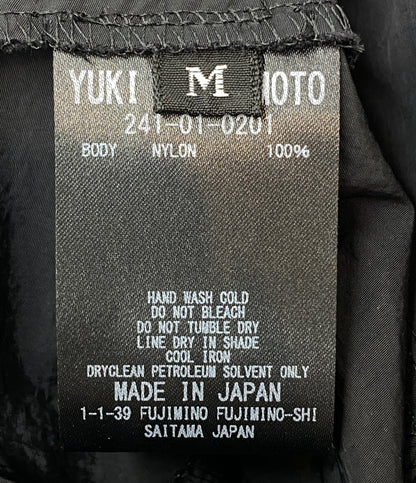 YUKI M MOTO
241-01-0201
BODY NYLON 100%
HAND WASH COLD
DO NOT BLEACH
DO NOT TUMBLE DRY
LINE DRY IN SHADE
COOL IRON
DRYCLEAN PETROLEUM SOLVENT ONLY
MADE IN JAPAN
1-1-39 FUJIMINO FUJIMINO-SHI
SAITAMA JAPAN